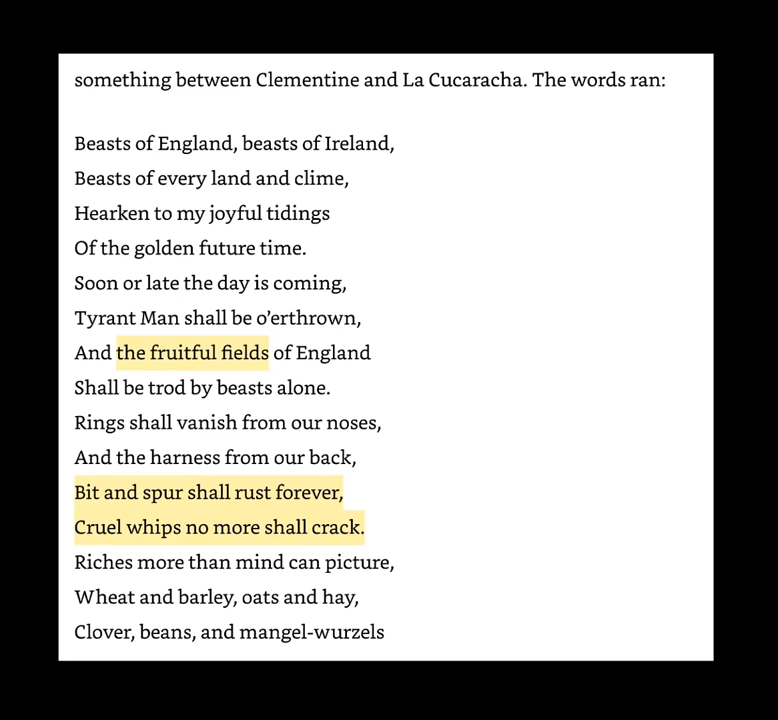 something between Clementine and La Cucaracha. The words ran:
Beasts of England, beasts of Ireland,
Beasts of every land and clime,
Hearken to my joyful tidings
Of the golden future time.
Soon or late the day is coming,
Tyrant Man shall be o’erthrown,
And the fruitful fields of England
Shall be trod by beasts alone.
Rings shall vanish from our noses,
And the harness from our back,
Bit and spur shall rust forever,
Cruel whips no more shall crack.
Riches more than mind can picture,
Wheat and barley, oats and hay,
Clover, beans, and mangel-wurzels